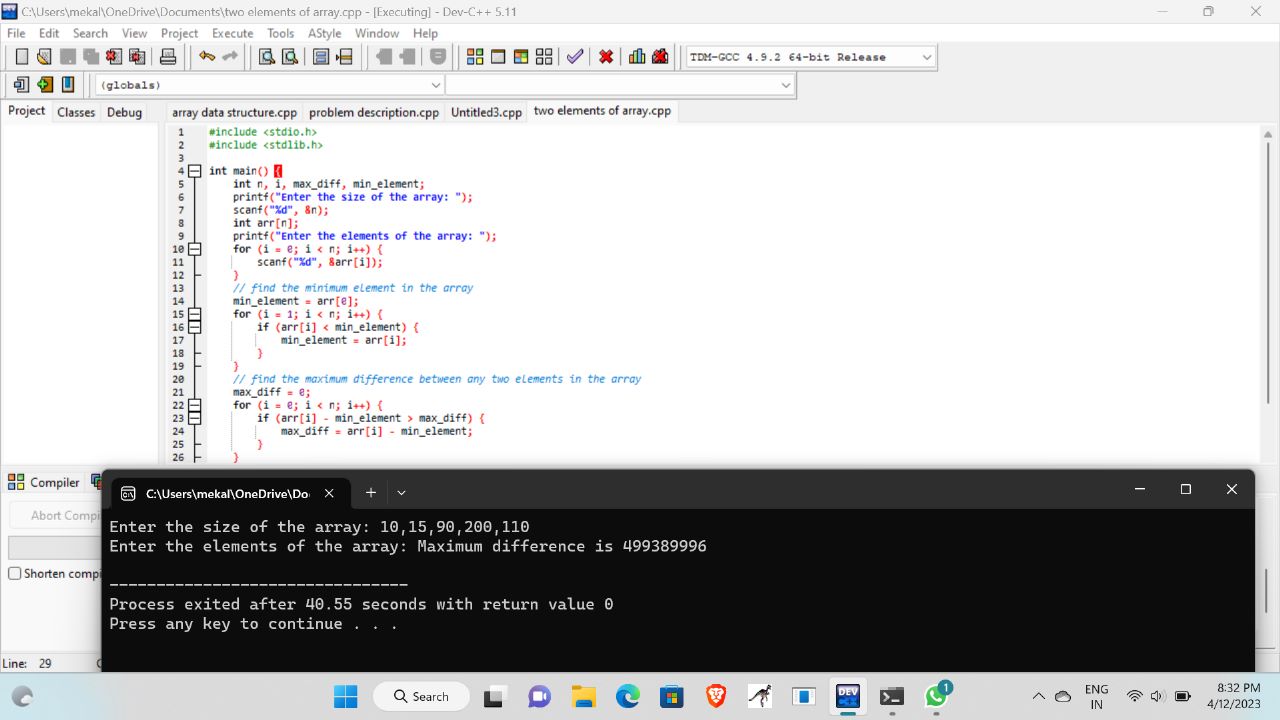 C:\Users\mekal\OneDrive\Documents\two elements of array.cpp - [Executing] - Dev-C++ 5.11
File Edit Search View Project Execute Tools AStyle Window Help
TDM-GCC 4.9.2 64-bit Release
(globals)
Project Classes Debug array data structure.cpp problem description.cpp Untitled3.cpp two elements of array.cpp
1 #include <stdio.h>
2 #include <stdlib.h>
3
4 int main() {
5 int n, i, max_diff, min_element;
6 printf("Enter the size of the array: ");
7 scanf("%d", &n);
8 int arr[n];
9 printf("Enter the elements of the array: ");
10 for (i = 0; i < n; i++) {
11 scanf("%d", &arr[i]);
12 }
13 // find the minimum element in the array
14 min_element = arr[0];
15 for (i = 1; i < n; i++) {
16 if (arr[i] < min_element) {
17 min_element = arr[i];
18 }
19 }
20 // find the maximum difference between any two elements in the array
21 max_diff = 0;
22 for (i = 0; i < n; i++) {
23 if (arr[i] - min_element > max_diff) {
24 max_diff = arr[i] - min_element;
25 }
26 }
Compiler
Abort Compi
Shorten compi
C:\Users\mekal\OneDrive\Do
Enter the size of the array: 10,15,90,200,110
Enter the elements of the array: Maximum difference is 499389996
--------------------------------
Process exited after 40.55 seconds with return value 0
Press any key to continue . . .
Line: 29
Search
DEV
1
ENG
IN
8:32 PM
4/12/2023